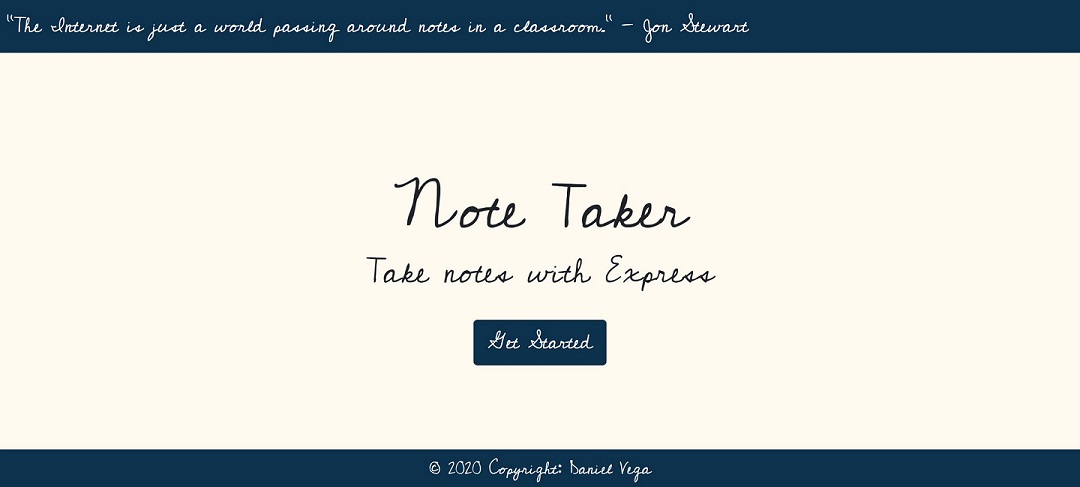 "The Internet is just a world passing around notes in a classroom." - Jon Stewart
Note Taker
Take notes with Express
Get Started
© 2020 Copyright: Daniel Vega